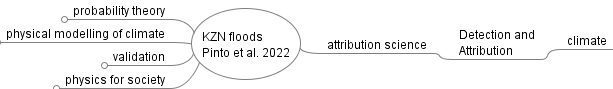 probability theory
physical modelling of climate
validation
physics for society
KZN floods
Pinto et al. 2022
attribution science
Detection and
Attribution
climate